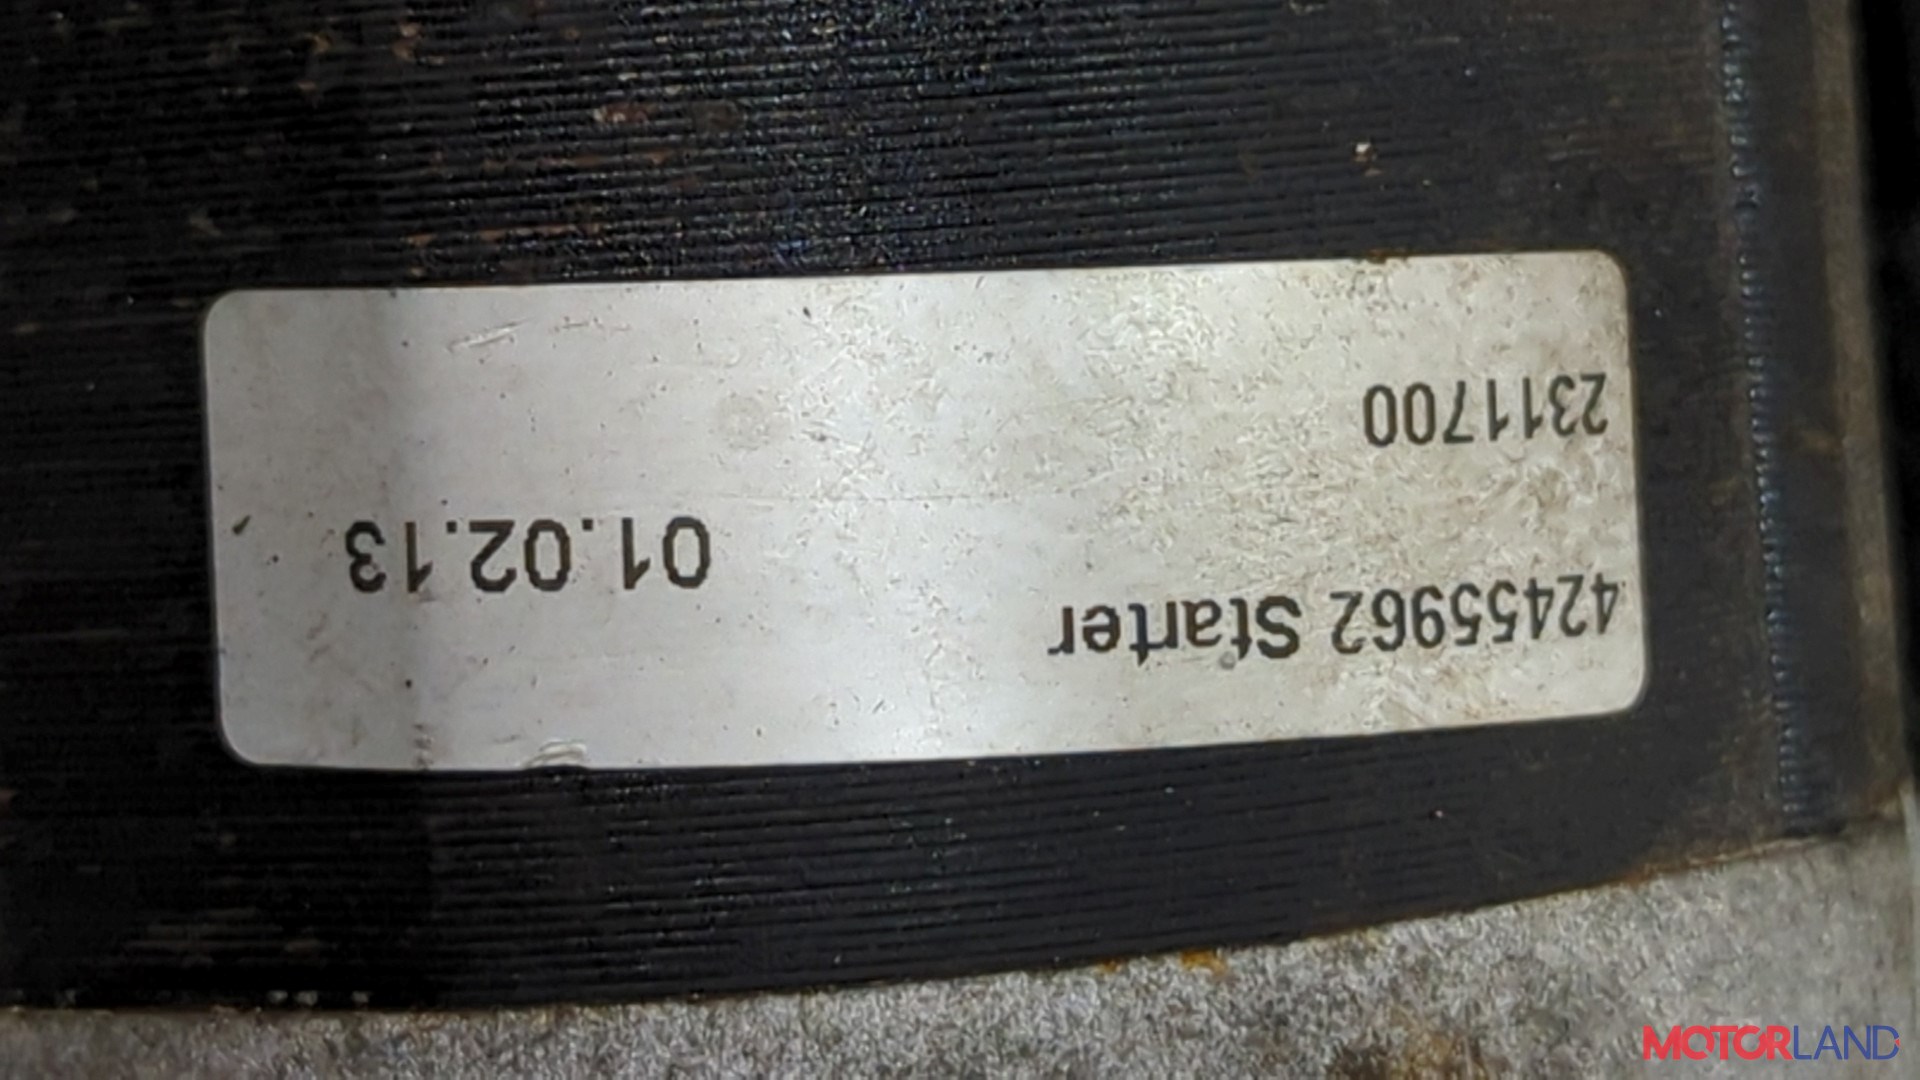 42455962 Starter
01.02.13
2311700
MOTORLAND